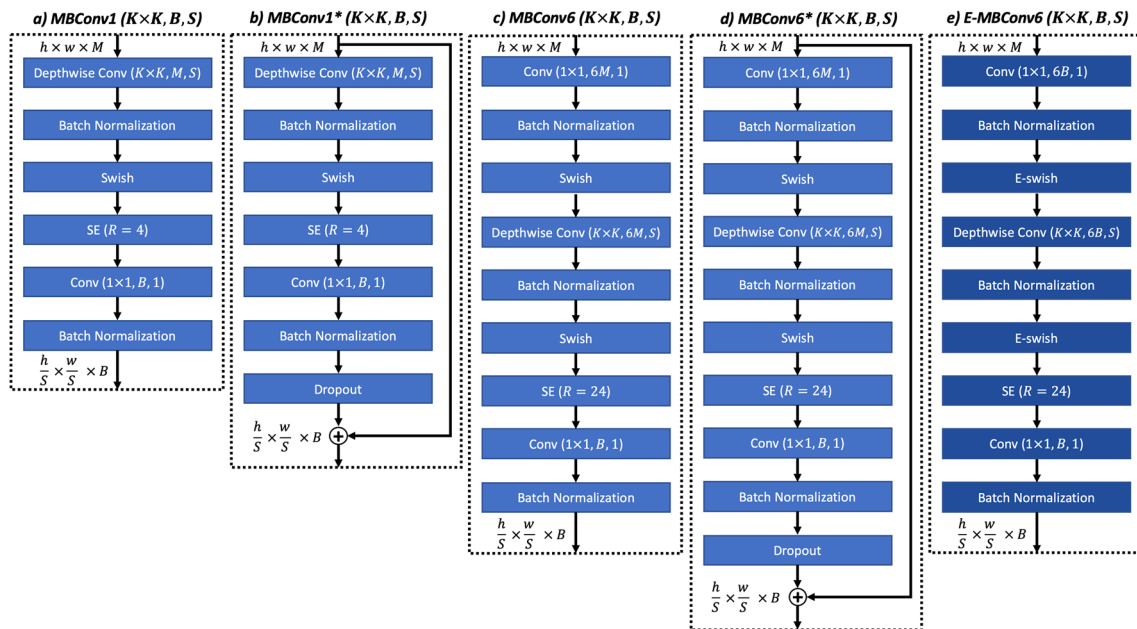 a) MBConv1 (K×K, B, S)
h × w × M
Depthwise Conv (K×K, M, S)
Batch Normalization
Swish
SE (R = 4)
Conv (1×1, B, 1)
Batch Normalization
h/S × w/S × B
b) MBConv1* (K×K, B, S)
h × w × M
Depthwise Conv (K×K, M, S)
Batch Normalization
Swish
SE (R = 4)
Conv (1×1, B, 1)
Batch Normalization
Dropout
h/S × w/S × B
+
c) MBConv6 (K×K, B, S)
h × w × M
Conv (1×1, 6M, 1)
Batch Normalization
Swish
Depthwise Conv (K×K, 6M, S)
Batch Normalization
Swish
SE (R = 24)
Conv (1×1, B, 1)
Batch Normalization
h/S × w/S × B
d) MBConv6* (K×K, B, S)
h × w × M
Conv (1×1, 6M, 1)
Batch Normalization
Swish
Depthwise Conv (K×K, 6M, S)
Batch Normalization
Swish
SE (R = 24)
Conv (1×1, B, 1)
Batch Normalization
Dropout
h/S × w/S × B
+
e) E-MBConv6 (K×K, B, S)
h × w × M
Conv (1×1, 6B, 1)
Batch Normalization
E-swish
Depthwise Conv (K×K, 6B, S)
Batch Normalization
E-swish
SE (R = 24)
Conv (1×1, B, 1)
Batch Normalization
h/S × w/S × B